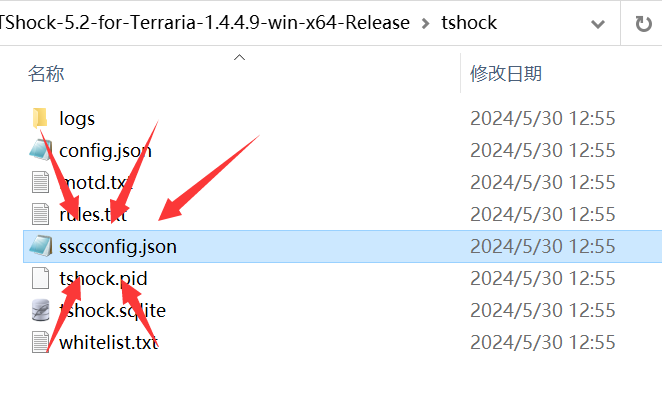 TShock-5.2-for-Terraria-1.4.4.9-win-x64-Release > tshock
名称 修改日期
logs 2024/5/30 12:55
config.json 2024/5/30 12:55
motd.txt 2024/5/30 12:55
rules.txt 2024/5/30 12:55
sscconfig.json 2024/5/30 12:55
tshock.pid 2024/5/30 12:55
tshock.sqlite 2024/5/30 12:55
whitelist.txt 2024/5/30 12:55